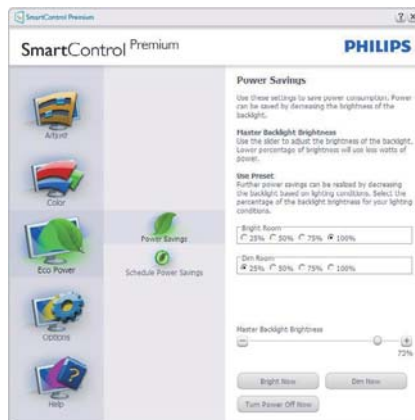 SmartControl Premium
SmartControl Premium
PHILIPS
Adjust
Color
Eco Power
Options
Help
Power Savings
Schedule Power Savings
Power Savings
Use these settings to save power consumption. Power
can be saved by decreasing the brightness of the
backlight.
Master Backlight Brightness
Use the slider to adjust the brightness of the backlight.
Lower percentage of brightness will use less watts of
power.
Use Preset
Further power savings can be realized by decreasing
the backlight based on lighting conditions. Select the
percentage of the backlight brightness for your lighting
conditions.
Bright Room
25% 50% 75% 100%
Dim Room
25% 50% 75% 100%
Master Backlight Brightness
75%
Bright Now
Dim Now
Turn Power Off Now